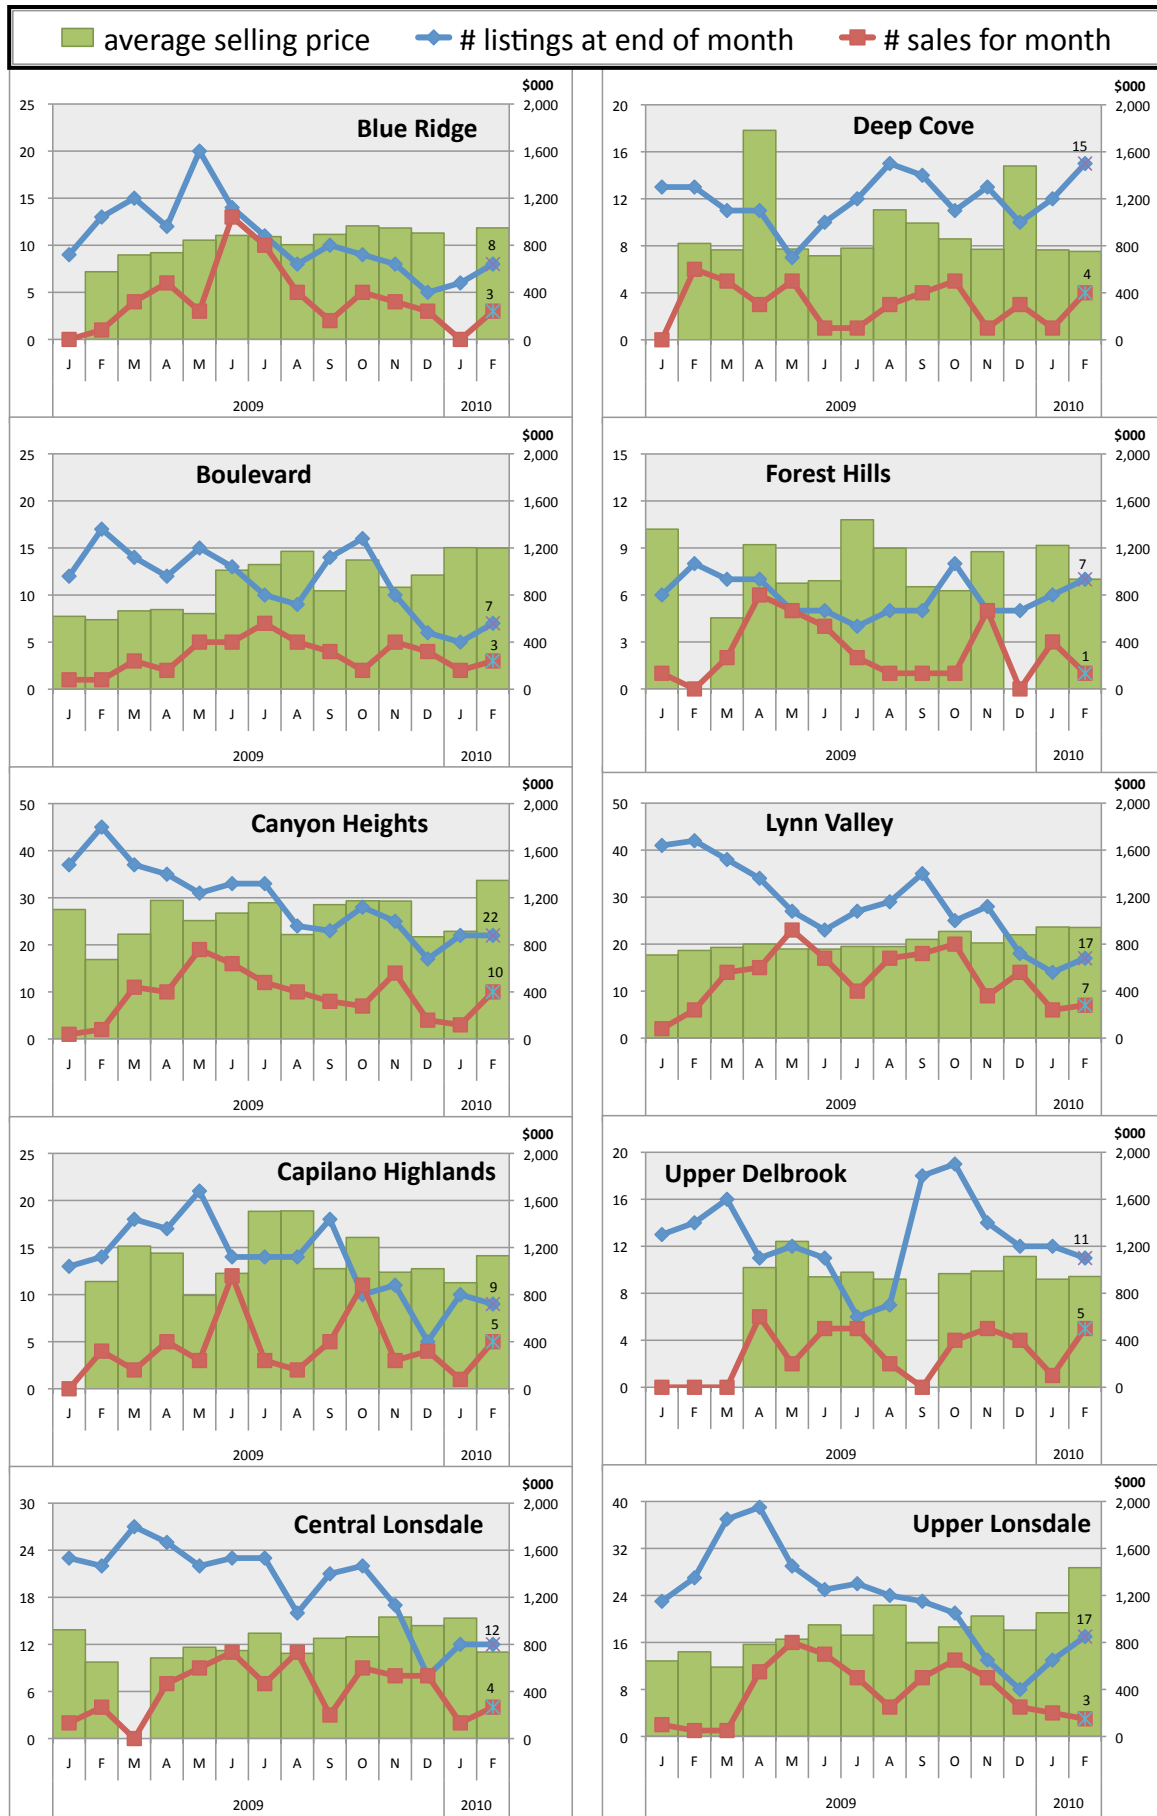 average selling price # listings at end of month # sales for month
$000
Blue Ridge
25 20 15 10 5 0
2,000 1,600 1,200 800 400 0
8
3
J F M A M J J A S O N D J F
2009 2010
$000
Deep Cove
20 16 12 8 4 0
2,000 1,600 1,200 800 400 0
15
4
J F M A M J J A S O N D J F
2009 2010
$000
Boulevard
25 20 15 10 5 0
2,000 1,600 1,200 800 400 0
7
3
J F M A M J J A S O N D J F
2009 2010
$000
Forest Hills
15 12 9 6 3 0
2,000 1,600 1,200 800 400 0
7
1
J F M A M J J A S O N D J F
2009 2010
$000
Canyon Heights
50 40 30 20 10 0
2,000 1,600 1,200 800 400 0
22
10
J F M A M J J A S O N D J F
2009 2010
$000
Lynn Valley
50 40 30 20 10 0
2,000 1,600 1,200 800 400 0
17
7
J F M A M J J A S O N D J F
2009 2010
$000
Capilano Highlands
25 20 15 10 5 0
2,000 1,600 1,200 800 400 0
9
5
J F M A M J J A S O N D J F
2009 2010
$000
Upper Delbrook
20 16 12 8 4 0
2,000 1,600 1,200 800 400 0
11
5
J F M A M J J A S O N D J F
2009 2010
$000
Central Lonsdale
30 24 18 12 6 0
2,000 1,600 1,200 800 400 0
12
4
J F M A M J J A S O N D J F
2009 2010
$000
Upper Lonsdale
40 32 24 16 8 0
2,000 1,600 1,200 800 400 0
17
3
J F M A M J J A S O N D J F
2009 2010